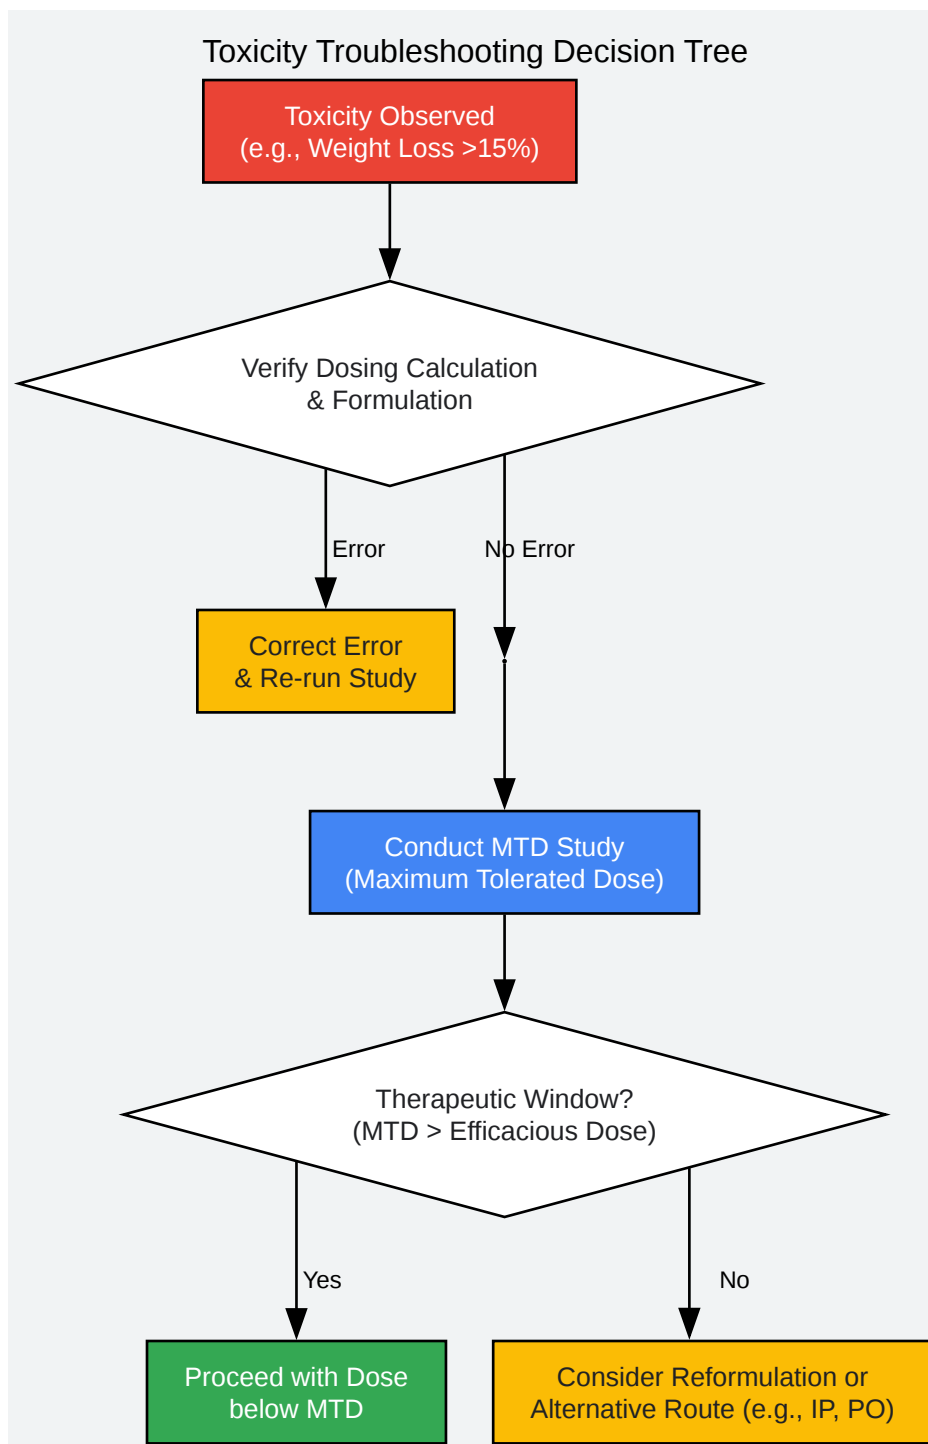 Toxicity Troubleshooting Decision Tree
Toxicity Observed
(e.g., Weight Loss >15%)
Verify Dosing Calculation
& Formulation
Error
No Error
Correct Error
& Re-run Study
Conduct MTD Study
(Maximum Tolerated Dose)
Therapeutic Window?
(MTD > Efficacious Dose)
Yes
No
Proceed with Dose
below MTD
Consider Reformulation or
Alternative Route (e.g., IP, PO)